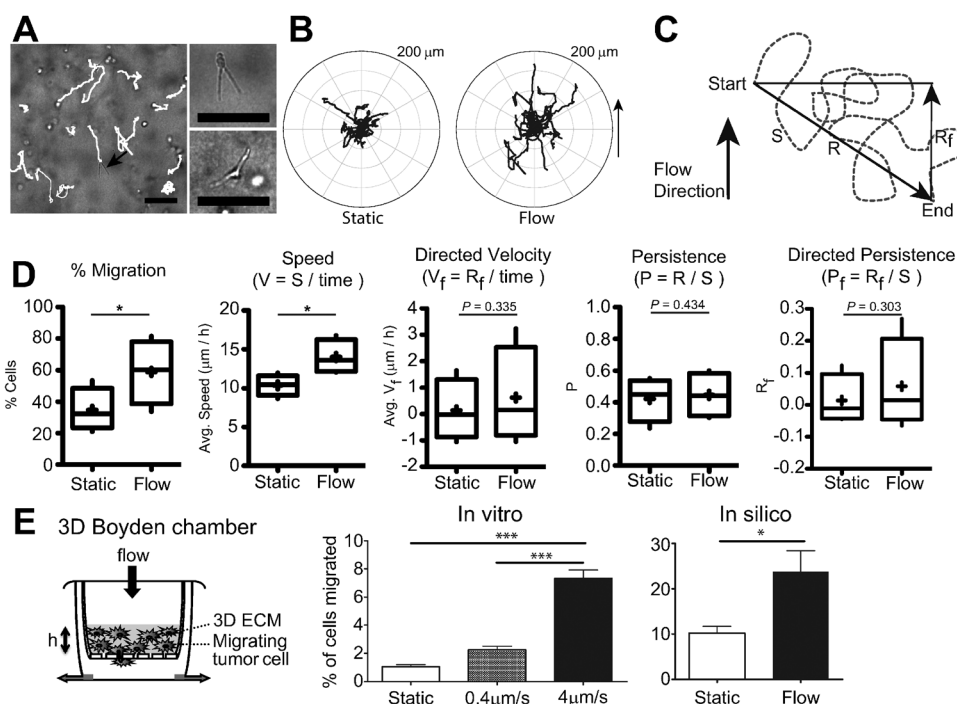 A
B
200 μm
200 μm
Static
Flow
C
Start
S
R
Rf
End
Flow
Direction
D
% Migration
% Cells
100
80
60
40
20
0
*
Static
Flow
Speed
(V = S / time)
Avg. Speed (μm / h)
20
15
10
5
0
*
Static
Flow
Directed Velocity
(Vf = Rf / time )
Avg. Vf (μm / h)
4
3
2
1
0
-1
-2
P = 0.335
Static
Flow
Persistence
(P = R / S)
P
1.0
0.8
0.6
0.4
0.2
0.0
P = 0.434
Static
Flow
Directed Persistence
(Pf = Rf / S)
Rf
0.3
0.2
0.1
0.0
-0.1
-0.2
P = 0.303
Static
Flow
E
3D Boyden chamber
flow
h
3D ECM
Migrating
tumor cell
In vitro
% of cells migrated
10
8
6
4
2
0
***
***
Static
0.4μm/s
4μm/s
In silico
30
20
10
0
*
Static
Flow